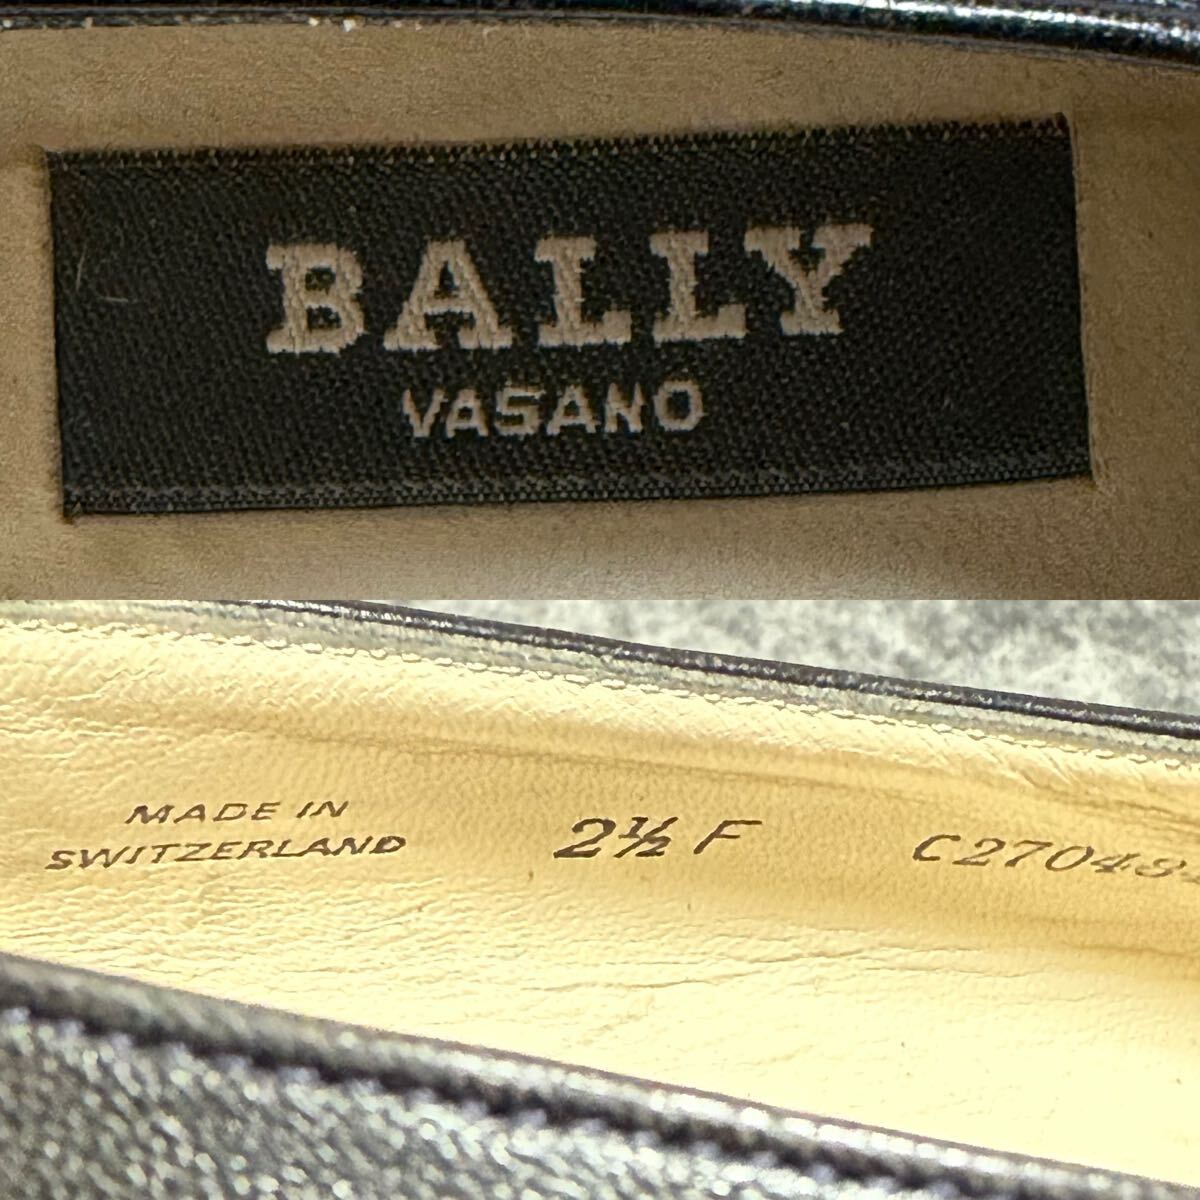 BALLY
VASANO
MADE IN
SWITZERLAND
2½ F